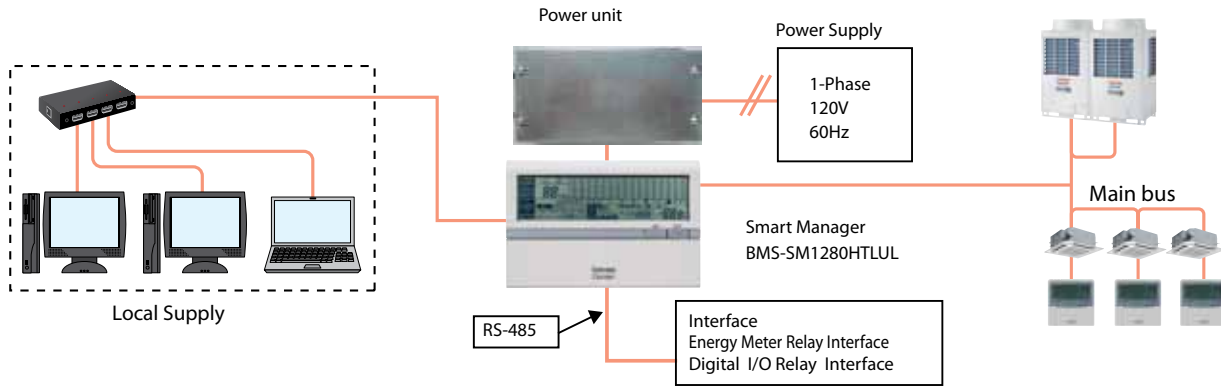 Power unit
Power Supply
1-Phase
120V
60Hz
Main bus
Smart Manager
BMS-SM1280HTLUL
Local Supply
RS-485
Interface
Energy Meter Relay Interface
Digital I/O Relay Interface